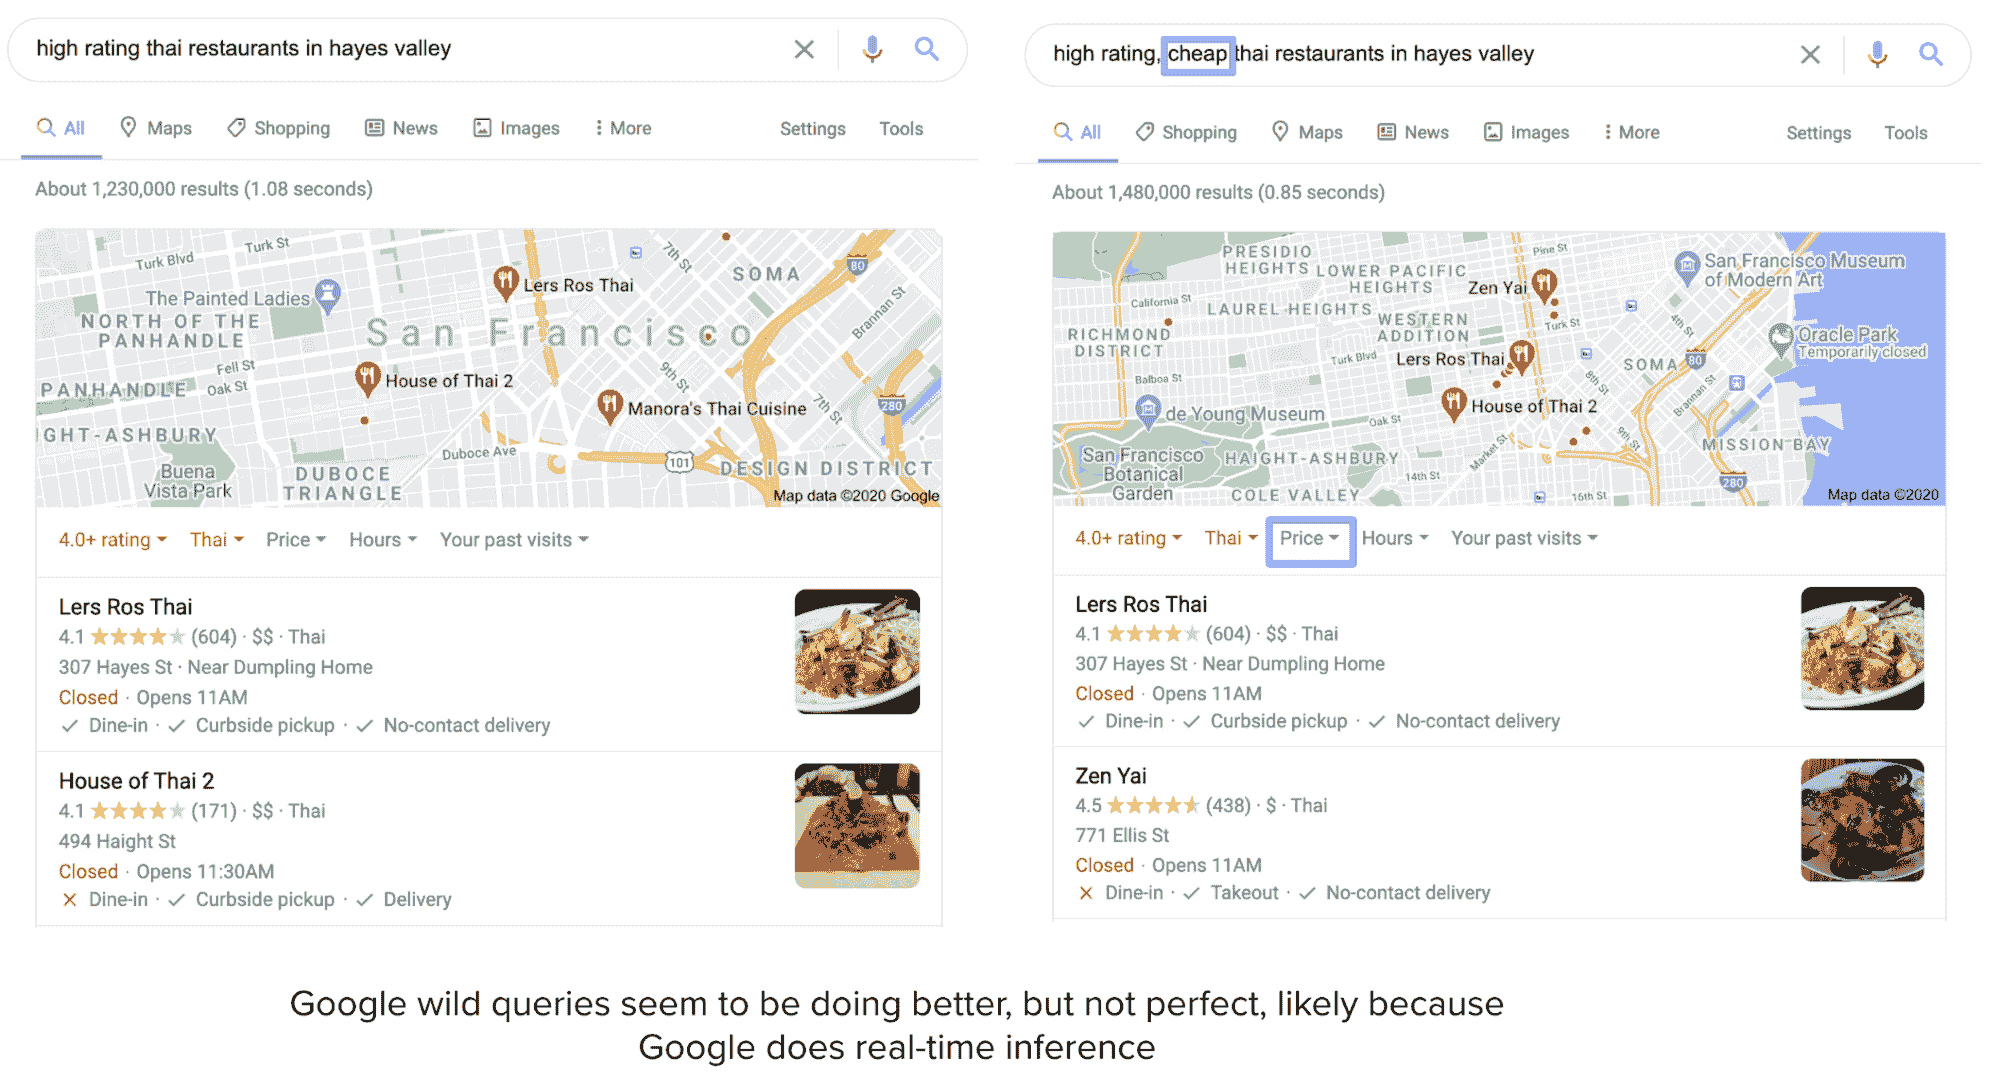 high rating thai restaurants in hayes valley
All Maps Shopping News Images More Settings Tools
About 1,230,000 results (1.08 seconds)
Turk St
Turk Blvd
7th St
SOMA
80
The Painted Ladies
Lers Ros Thai
NORTH OF THE
PANHANDLE
San Francisco
Brannan St
Fell St
Oak St
PANHANDLE
House of Thai 2
9th St
Manora's Thai Cuisine
7th St
280
IGHT-ASHBURY
Duboce Ave
101
DESIGN DISTRICT
Buena
Vista Park
DUBOCE
TRIANGLE
Map data ©2020 Google
4.0+ rating Thai Price Hours Your past visits
Lers Ros Thai
4.1 (604) · $$ · Thai
307 Hayes St · Near Dumpling Home
Closed · Opens 11AM
Dine-in · Curbside pickup · No-contact delivery
House of Thai 2
4.1 (171) · $$ · Thai
494 Haight St
Closed · Opens 11:30AM
Dine-in · Curbside pickup · Delivery
high rating, cheap thai restaurants in hayes valley
All Shopping Maps News Images More Settings Tools
About 1,480,000 results (0.85 seconds)
PRESIDIO
HEIGHTS
LOWER PACIFIC
HEIGHTS
Pine St
San Francisco Museum
of Modern Art
Zen Yai
California St
LAUREL HEIGHTS
WESTERN
ADDITION
Turk St
4th St
RICHMOND
DISTRICT
Turk Blvd
Lers Ros Thai
SOMA
80
Oracle Park
Temporarily closed
Balboa St
8th St
Brannan St
de Young Museum
House of Thai 2
Oak St
9th St
MISSION BAY
San Francisco
Botanical
Garden
HAIGHT-ASHBURY
Market St
14th St
280
COLE VALLEY
16th St
Map data ©2020
4.0+ rating Thai Price Hours Your past visits
Lers Ros Thai
4.1 (604) · $$ · Thai
307 Hayes St · Near Dumpling Home
Closed · Opens 11AM
Dine-in · Curbside pickup · No-contact delivery
Zen Yai
4.5 (438) · $ · Thai
771 Ellis St
Closed · Opens 11AM
Dine-in · Takeout · No-contact delivery
Google wild queries seem to be doing better, but not perfect, likely because
Google does real-time inference